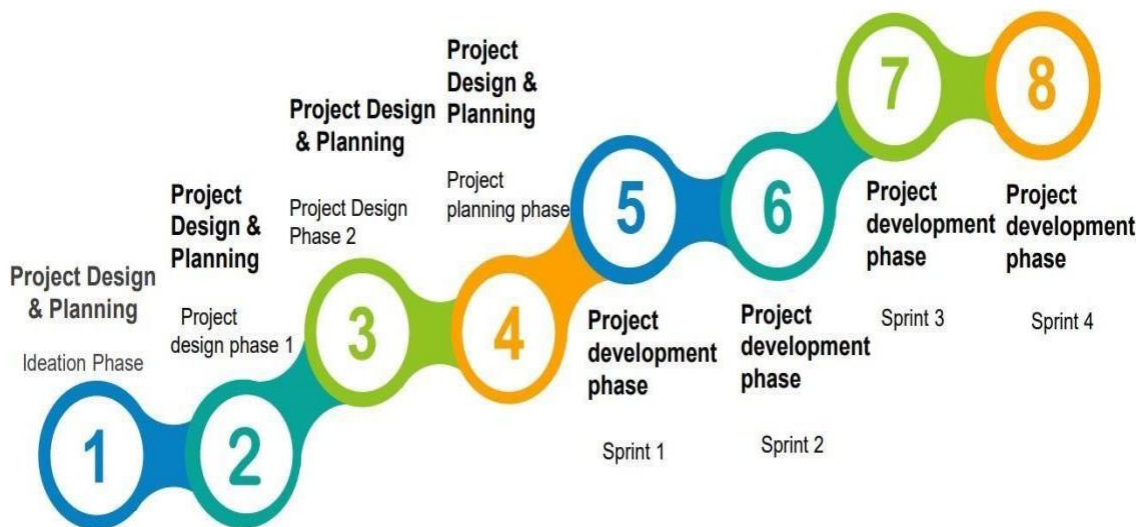 Project Design
& Planning
Ideation Phase
1
Project
Design &
Planning
Project
design phase 1
2
Project Design
& Planning
Project Design
Phase 2
3
Project
Design &
Planning
Project
planning phase
4
5
Project
development
phase
Sprint 1
6
Project
development
phase
Sprint 2
7
Project
development
phase
Sprint 3
8
Project
development
phase
Sprint 4